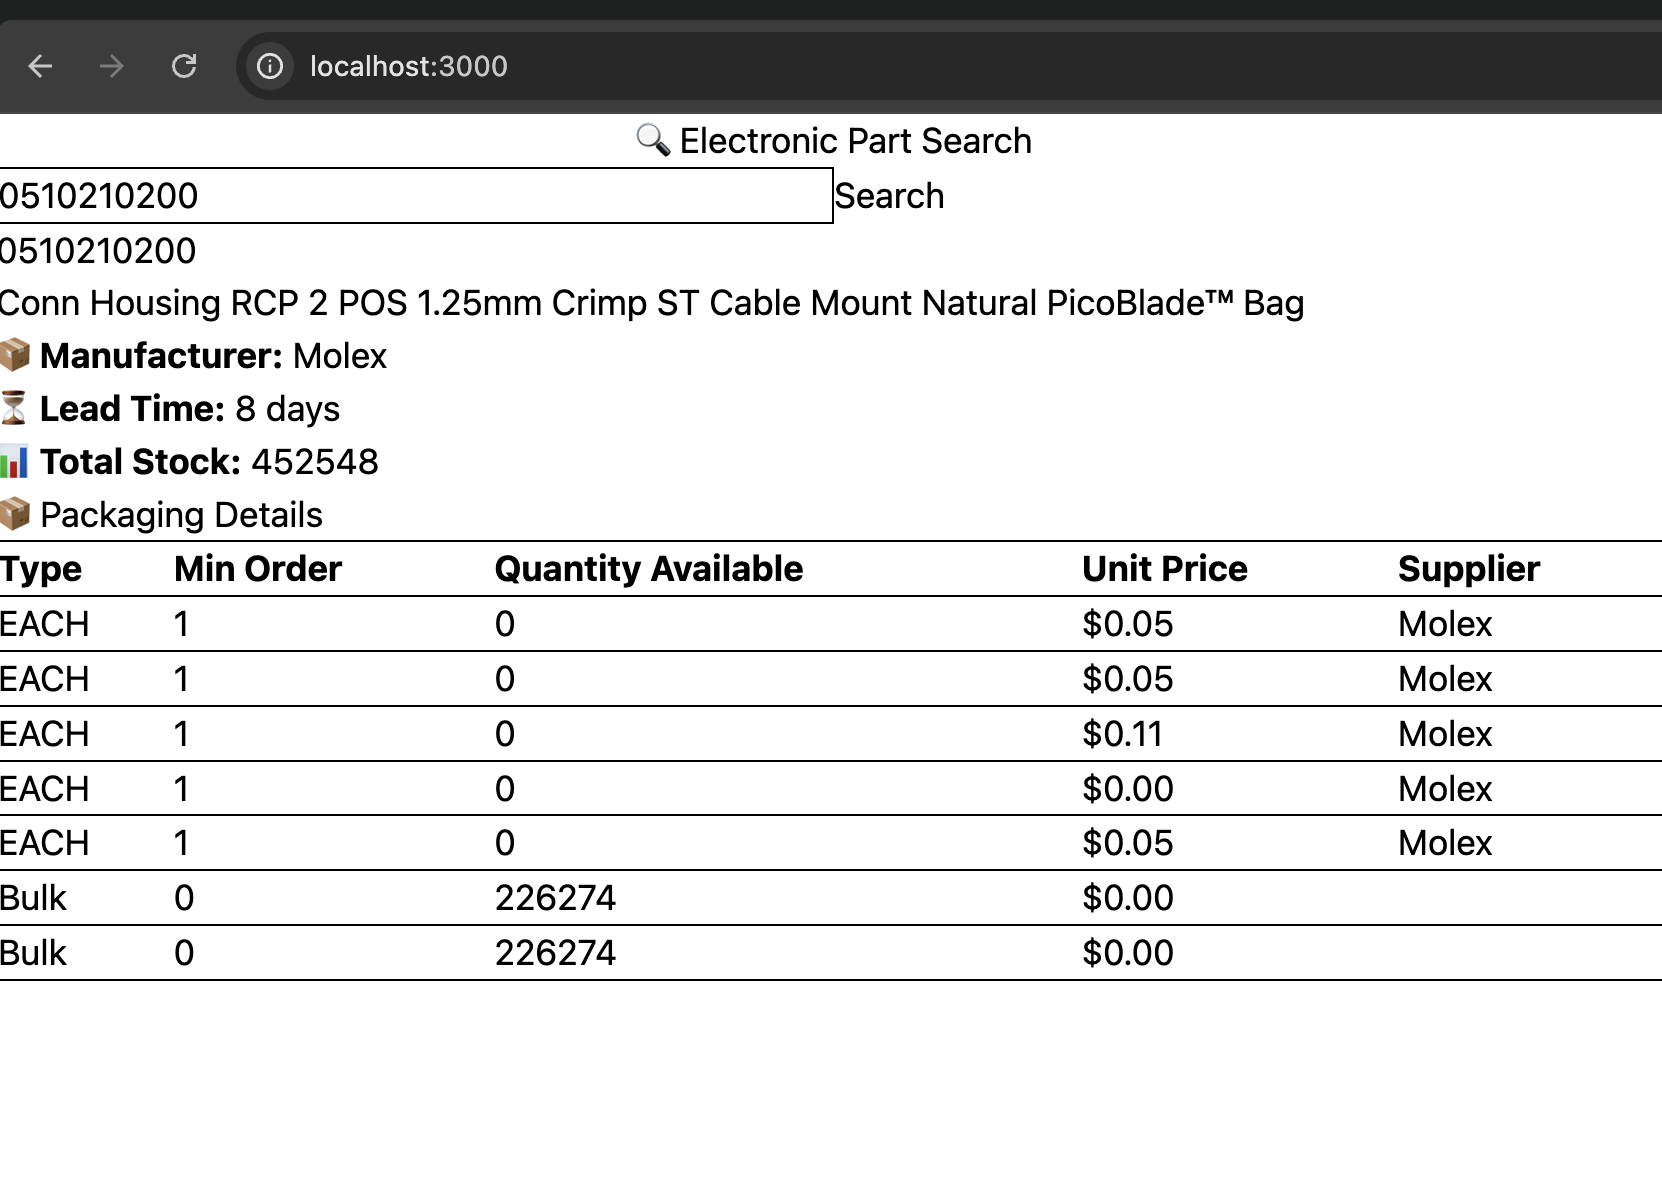 localhost:3000
🔍 Electronic Part Search
0510210200 Search
0510210200
Conn Housing RCP 2 POS 1.25mm Crimp ST Cable Mount Natural PicoBlade™ Bag
📦 Manufacturer: Molex
⏳ Lead Time: 8 days
📊 Total Stock: 452548
📦 Packaging Details
Type Min Order Quantity Available Unit Price Supplier
EACH 1 0 $0.05 Molex
EACH 1 0 $0.05 Molex
EACH 1 0 $0.11 Molex
EACH 1 0 $0.00 Molex
EACH 1 0 $0.05 Molex
Bulk 0 226274 $0.00
Bulk 0 226274 $0.00